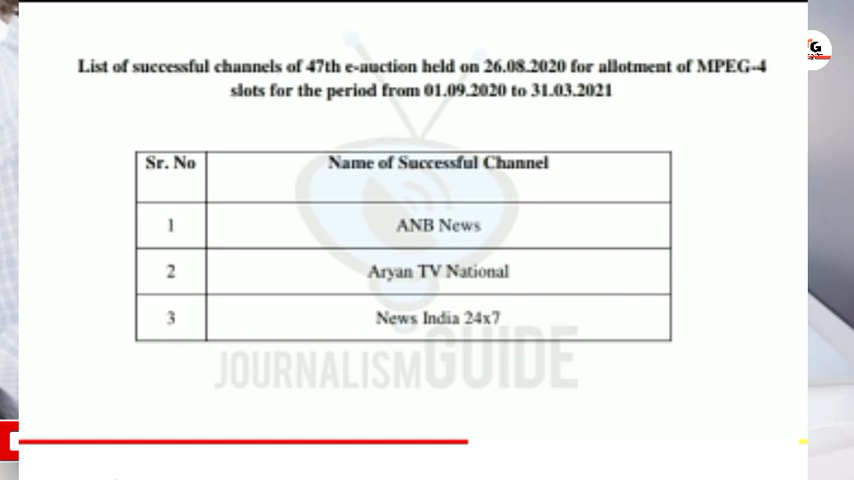 List of successful channels of 47th e-auction held on 26.08.2020 for allotment of MPEG-4
slots for the period from 01.09.2020 to 31.03.2021
Sr. No Name of Successful Channel
1 ANB News
2 Aryan TV National
3 News India 24x7
JOURNALISMGUIDE